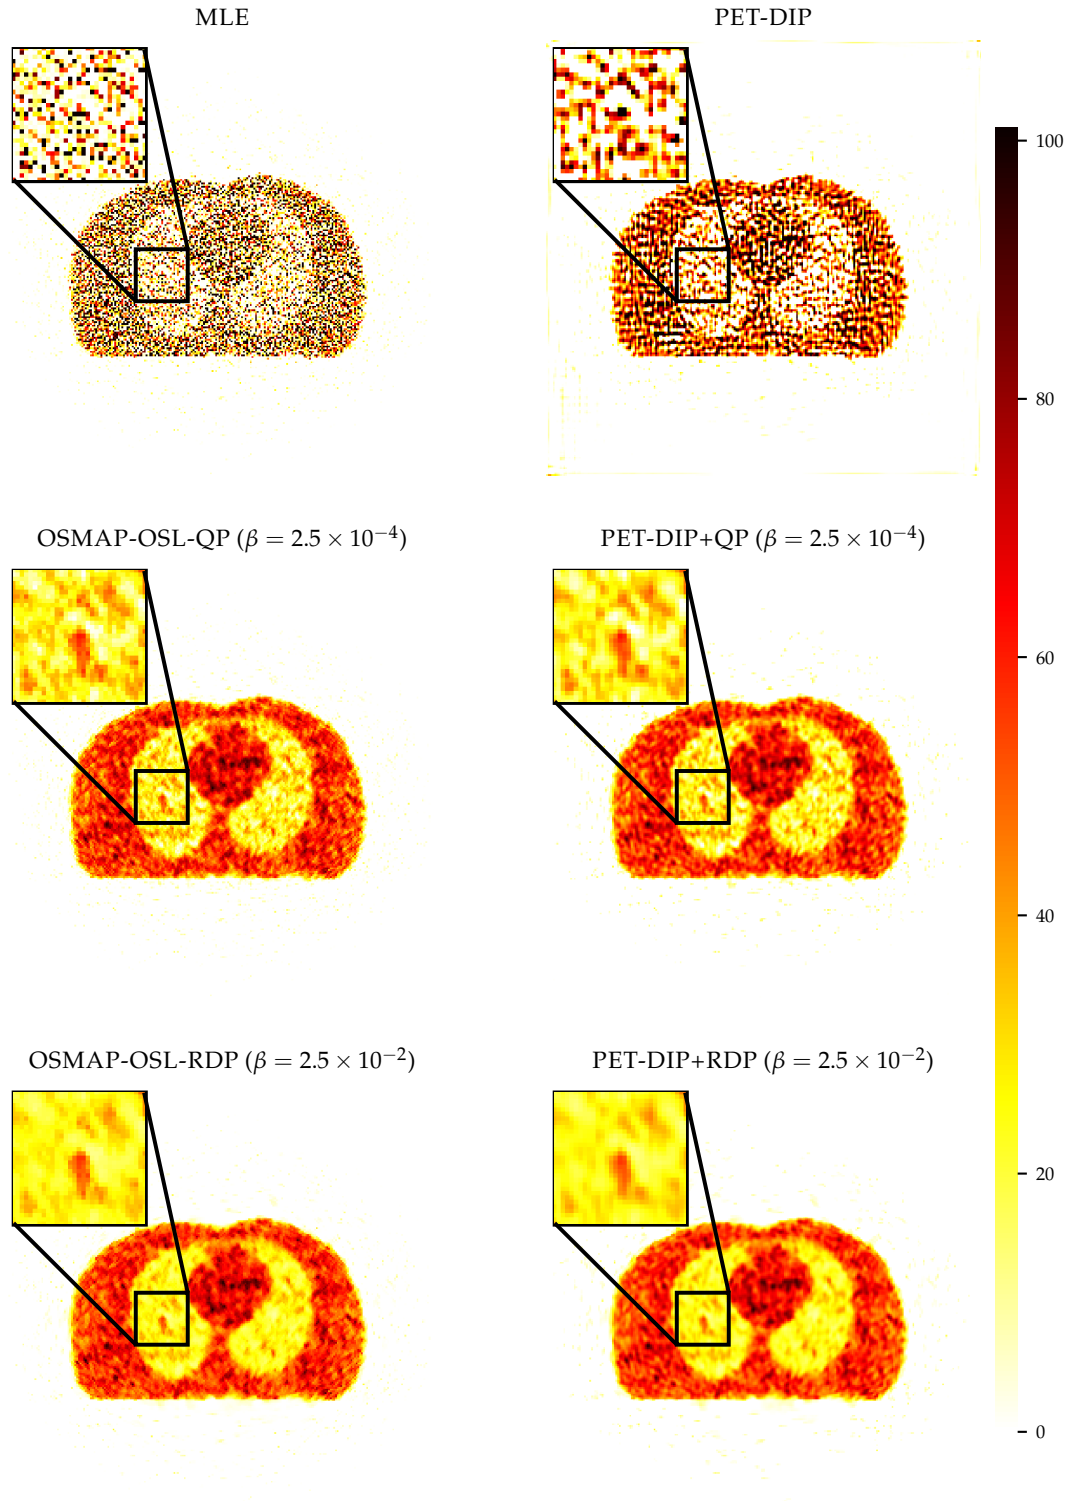 MLE
PET-DIP
OSMAP-OSL-QP (β = 2.5 × 10⁻⁴)
PET-DIP+QP (β = 2.5 × 10⁻⁴)
OSMAP-OSL-RDP (β = 2.5 × 10⁻²)
PET-DIP+RDP (β = 2.5 × 10⁻²)
100
80
60
40
20
0